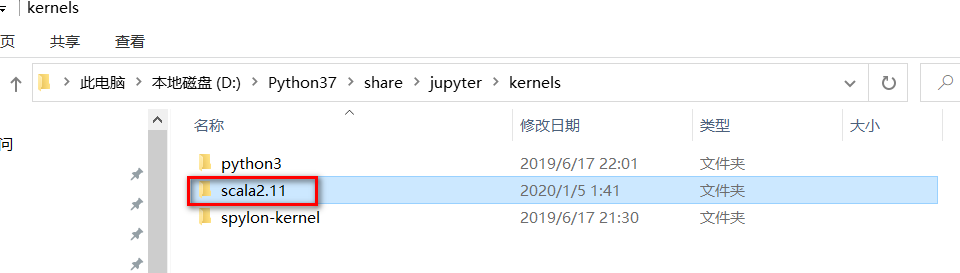 kernels
页 共享 查看
此电脑 本地磁盘 (D:) Python37 share jupyter kernels
名称 修改日期 类型 大小
问
python3 2019/6/17 22:01 文件夹
scala2.11 2020/1/5 1:41 文件夹
spylon-kernel 2019/6/17 21:30 文件夹